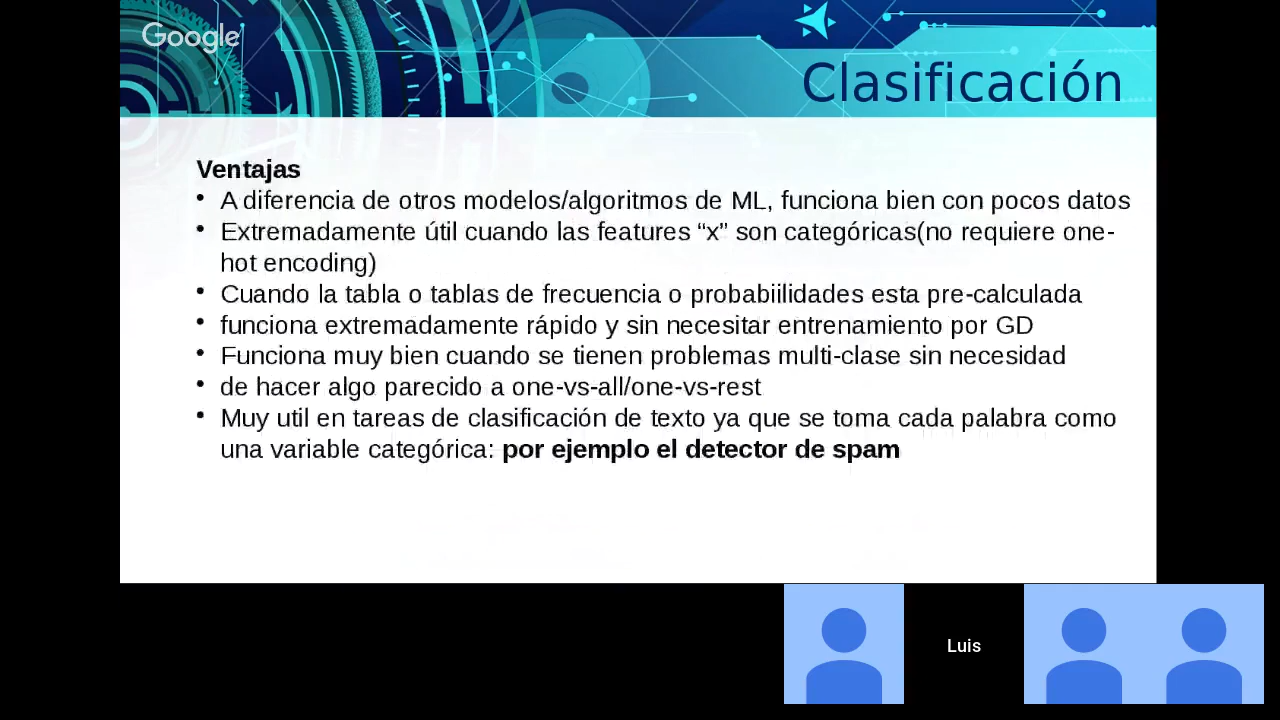 Google
Clasificación
Ventajas
• A diferencia de otros modelos/algoritmos de ML, funciona bien con pocos datos
• Extremadamente útil cuando las features “x” son categóricas(no requiere one-
hot encoding)
• Cuando la tabla o tablas de frecuencia o probabiilidades esta pre-calculada
• funciona extremadamente rápido y sin necesitar entrenamiento por GD
• Funciona muy bien cuando se tienen problemas multi-clase sin necesidad
• de hacer algo parecido a one-vs-all/one-vs-rest
• Muy util en tareas de clasificación de texto ya que se toma cada palabra como
una variable categórica: por ejemplo el detector de spam
Luis